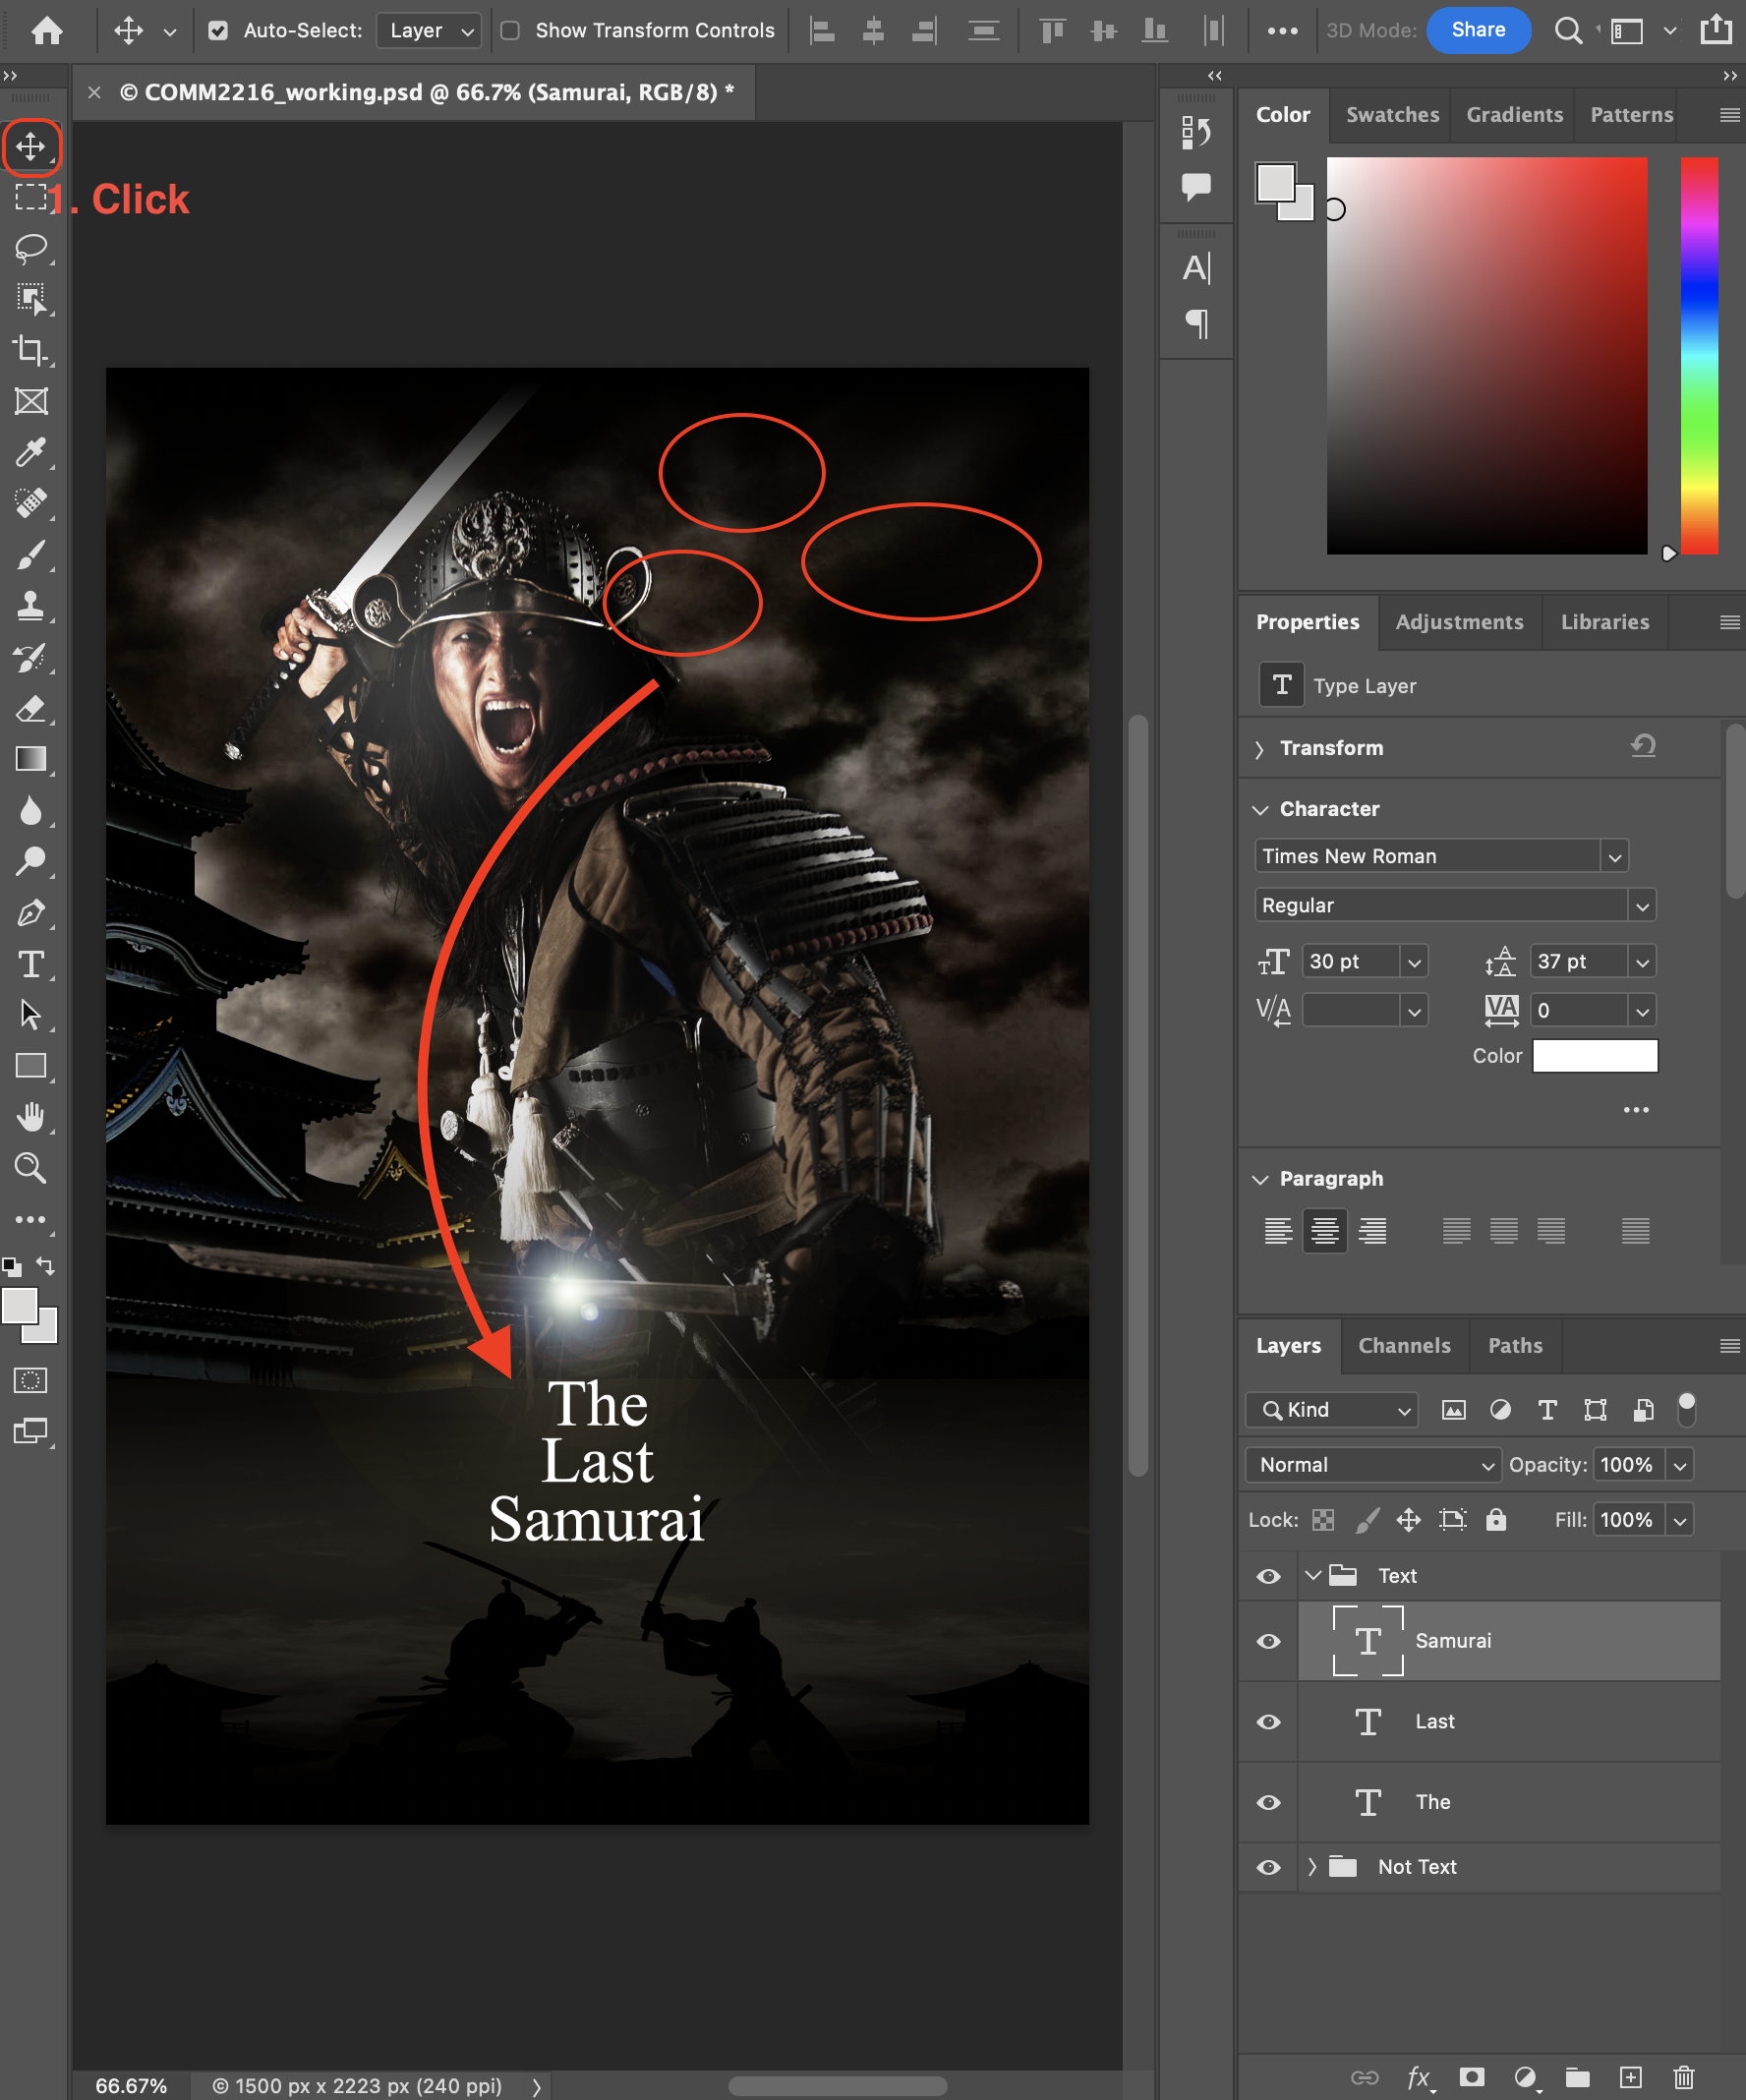 Auto-Select: Layer Show Transform Controls 3D Mode: Share
© COMM2216_working.psd @ 66.7% (Samurai, RGB/8) *
1. Click
The
Last
Samurai
66.67% © 1500 px x 2223 px (240 ppi)
Color Swatches Gradients Patterns
Properties Adjustments Libraries
T Type Layer
Transform
Character
Times New Roman
Regular
30 pt 37 pt
0
Color
Paragraph
Layers Channels Paths
Kind
Normal Opacity: 100%
Lock: Fill: 100%
Text
T Samurai
T Last
T The
Not Text
fx